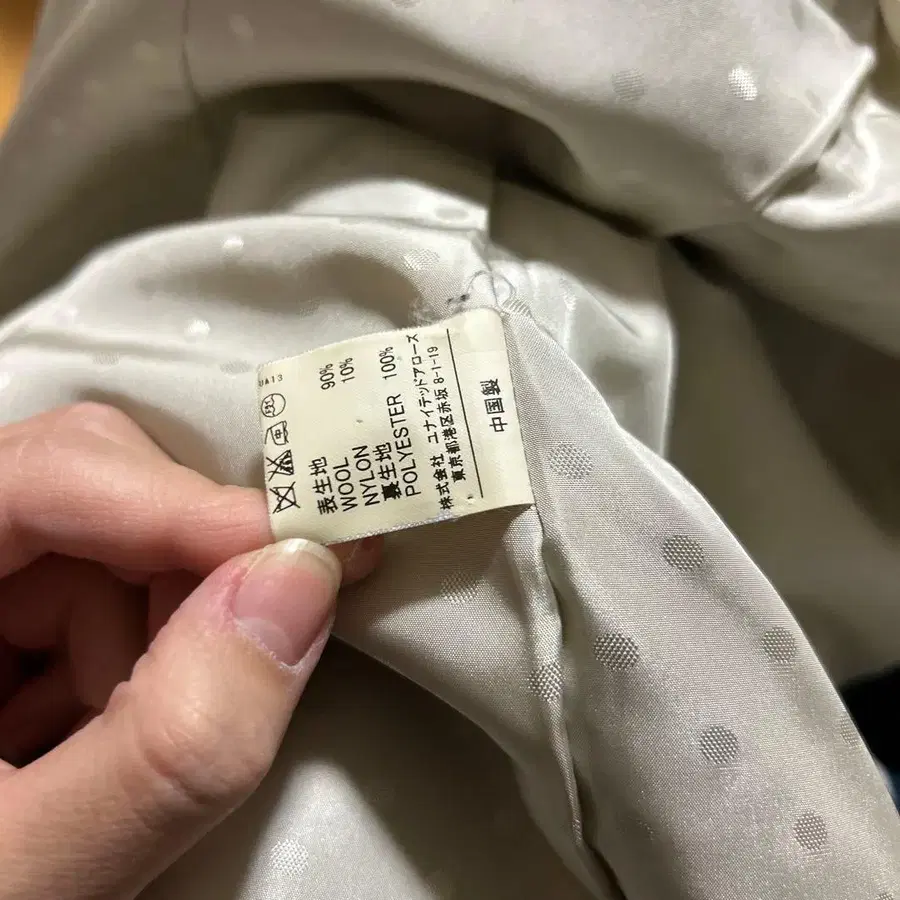 表生地
WOOL 90%
NYLON 10%
裏生地
POLYESTER 100%
株式会社 ユナイテッドアローズ
東京都港区赤坂 8-1-19
中国製